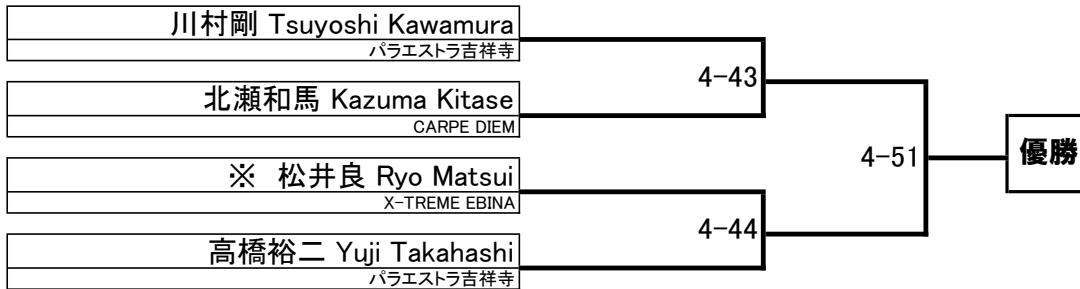 川村剛 Tsuyoshi Kawamura
パラエストラ吉祥寺
4-43
北瀬和馬 Kazuma Kitase
CARPE DIEM
4-51
優勝
※ 松井良 Ryo Matsui
X-TREME EBINA
4-44
高橋裕二 Yuji Takahashi
パラエストラ吉祥寺